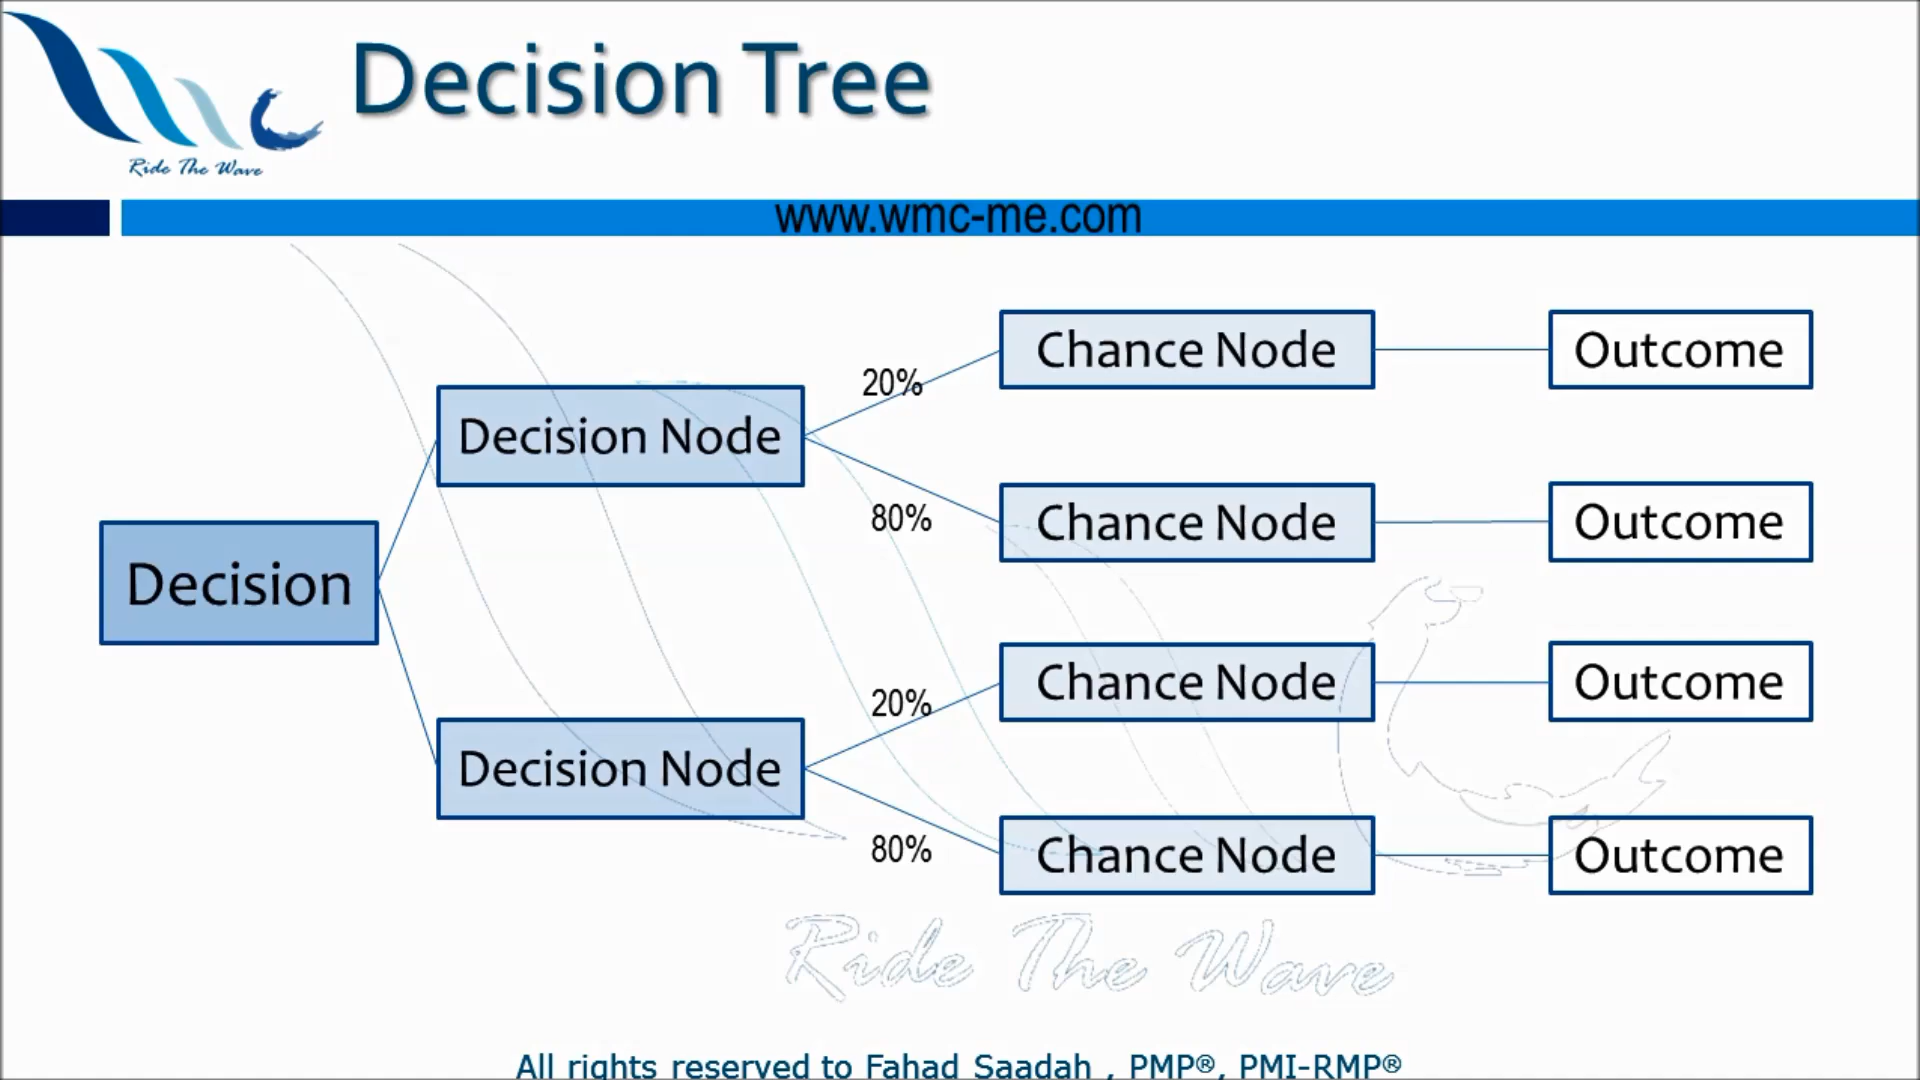 Decision Tree
Ride The Wave
www.wmc-me.com
Chance Node
Outcome
20%
Decision Node
80%
Chance Node
Outcome
Decision
Chance Node
Outcome
20%
Decision Node
80%
Chance Node
Outcome
Ride The Wave
All rights reserved to Fahad Saadah , PMP®, PMI-RMP®